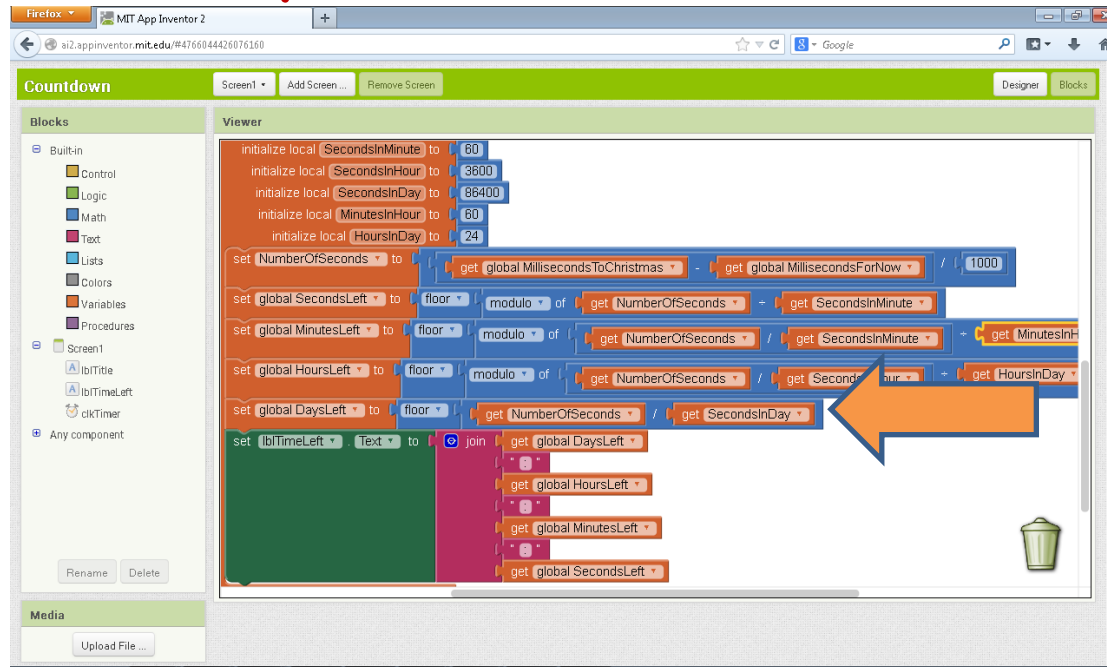 Firefox
MIT App Inventor 2
+
ai2.appinventor.mit.edu/#4766044426076160
8 - Google
Countdown
Screen1
Add Screen ...
Remove Screen
Designer
Blocks
Blocks
Viewer
Built-in
Control
Logic
Math
Text
Lists
Colors
Variables
Procedures
Screen1
lblTitle
lblTimeLeft
clkTimer
Any component
Rename
Delete
Media
Upload File ...
initialize local SecondsInMinute to 60
initialize local SecondsInHour to 3600
initialize local SecondsInDay to 86400
initialize local MinutesInHour to 60
initialize local HoursInDay to 24
set NumberOfSeconds to get global MillisecondsToChristmas - get global MillisecondsForNow / 1000
set global SecondsLeft to floor modulo of get NumberOfSeconds ÷ get SecondsInMinute
set global MinutesLeft to floor modulo of get NumberOfSeconds / get SecondsInMinute ÷ get MinutesInH
set global HoursLeft to floor modulo of get NumberOfSeconds / get ÷ get HoursInDay
set global DaysLeft to floor get NumberOfSeconds / get SecondsInDay
set lblTimeLeft . Text to join get global DaysLeft
" : "
get global HoursLeft
" : "
get global MinutesLeft
" : "
get global SecondsLeft